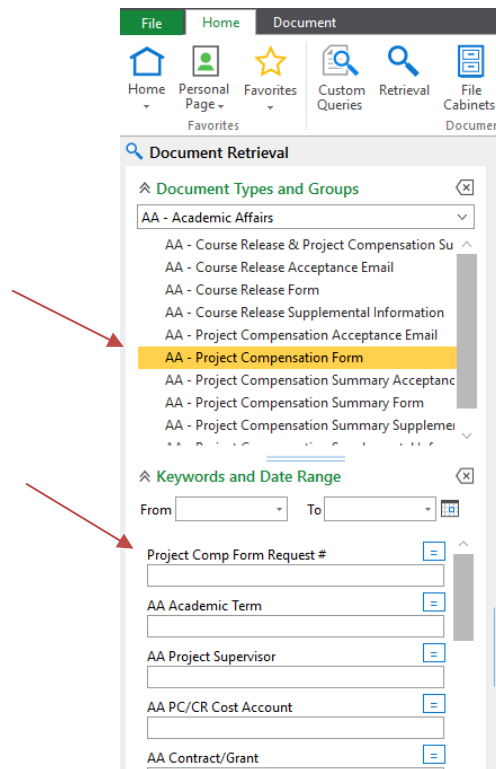 File Home Document
Home Personal Page Favorites Custom Queries Retrieval File Cabinets
Favorites Documen
Document Retrieval
Document Types and Groups
AA - Academic Affairs
AA - Course Release & Project Compensation Su
AA - Course Release Acceptance Email
AA - Course Release Form
AA - Course Release Supplemental Information
AA - Project Compensation Acceptance Email
AA - Project Compensation Form
AA - Project Compensation Summary Acceptanc
AA - Project Compensation Summary Form
AA - Project Compensation Summary Supplemen
Keywords and Date Range
From To
Project Comp Form Request # =
AA Academic Term =
AA Project Supervisor =
AA PC/CR Cost Account =
AA Contract/Grant =